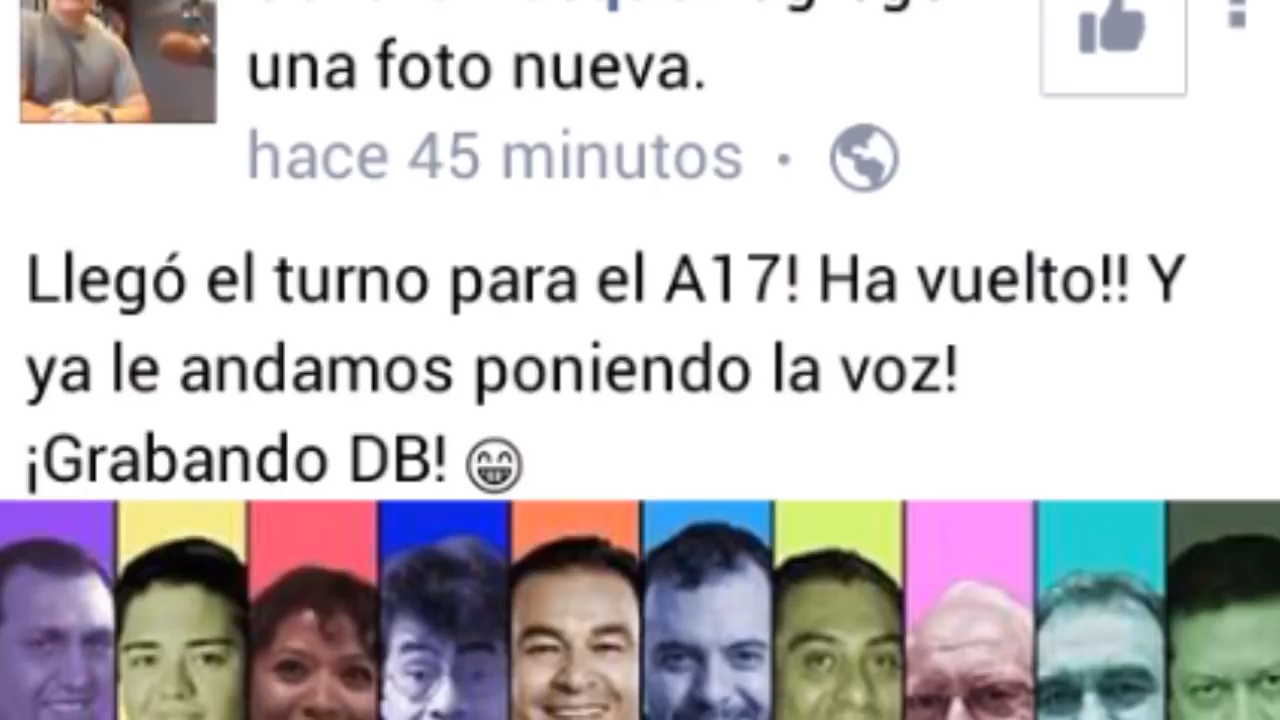 una foto nueva.
hace 45 minutos ·
Llegó el turno para el A17! Ha vuelto!! Y
ya le andamos poniendo la voz!
¡Grabando DB! 😁